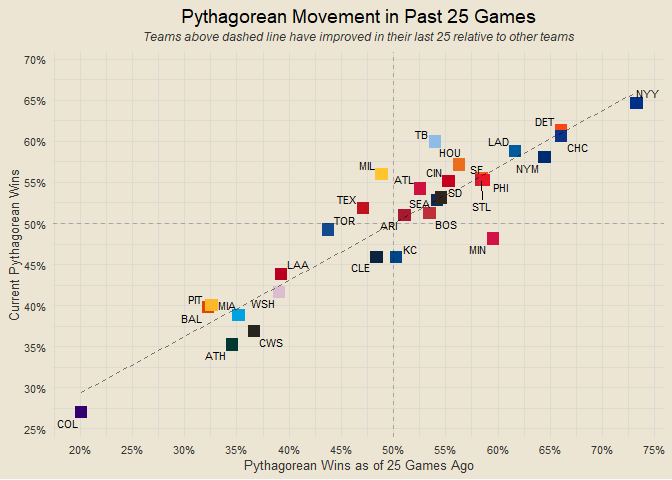 Pythagorean Movement in Past 25 Games
Teams above dashed line have improved in their last 25 relative to other teams
70%
65%
60%
55%
50%
45%
40%
35%
30%
25%
Current Pythagorean Wins
NYY
DET
CHC
TB
LAD
HOU
NYM
MIL
CIN
SF
ATL
PHI
SD
TEX
SEA
STL
TOR
ARI
BOS
MIN
KC
CLE
LAA
PIT
MIA
WSH
BAL
CWS
ATH
COL
20%
25%
30%
35%
40%
45%
50%
55%
60%
65%
70%
75%
Pythagorean Wins as of 25 Games Ago